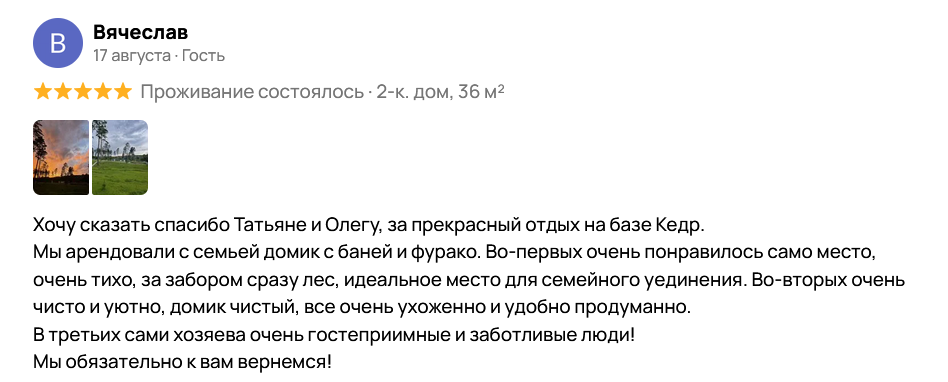 В
Вячеслав
17 августа · Гость
Проживание состоялось · 2-к. дом, 36 м²
Хочу сказать спасибо Татьяне и Олегу, за прекрасный отдых на базе Кедр.
Мы арендовали с семьей домик с баней и фурако. Во-первых очень понравилось само место,
очень тихо, за забором сразу лес, идеальное место для семейного уединения. Во-вторых очень
чисто и уютно, домик чистый, все очень ухоженно и удобно продуманно.
В третьих сами хозяева очень гостеприимные и заботливые люди!
Мы обязательно к вам вернемся!